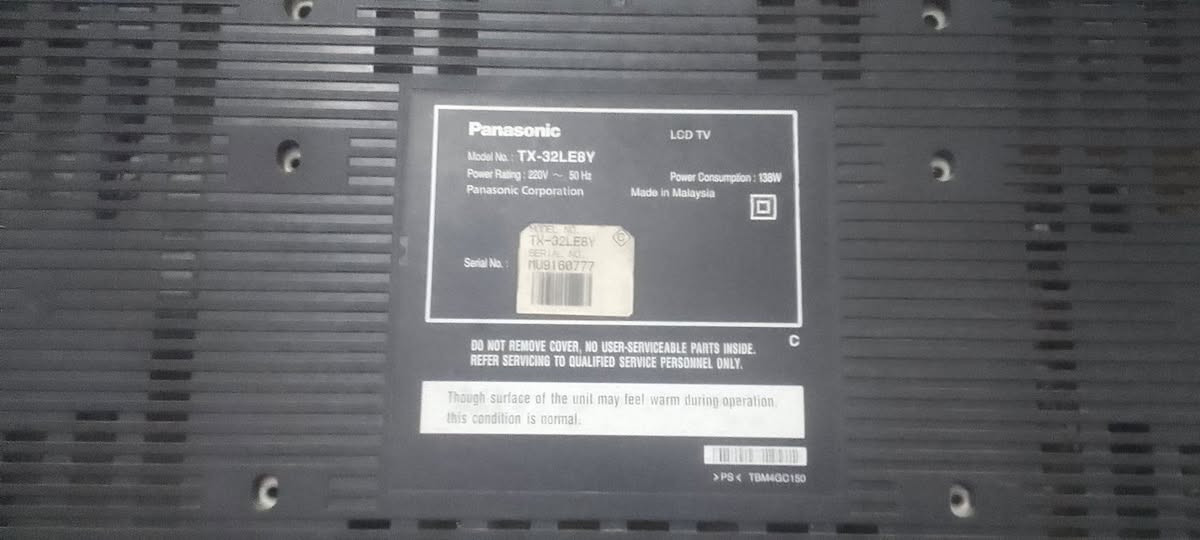 Panasonic
LCD TV
Model No. : TX-32LE8Y
Power Rating : 220V ~ 50 Hz
Power Consumption : 138W
Panasonic Corporation
Made in Malaysia
MODEL NO.
TX-32LE8Y
C
SERIAL NO.
Serial No. :
MU9160777
C
DO NOT REMOVE COVER, NO USER-SERVICEABLE PARTS INSIDE.
REFER SERVICING TO QUALIFIED SERVICE PERSONNEL ONLY.
Though surface of the unit may feel warm during operation,
this condition is normal.
>PS< TBM4GC150